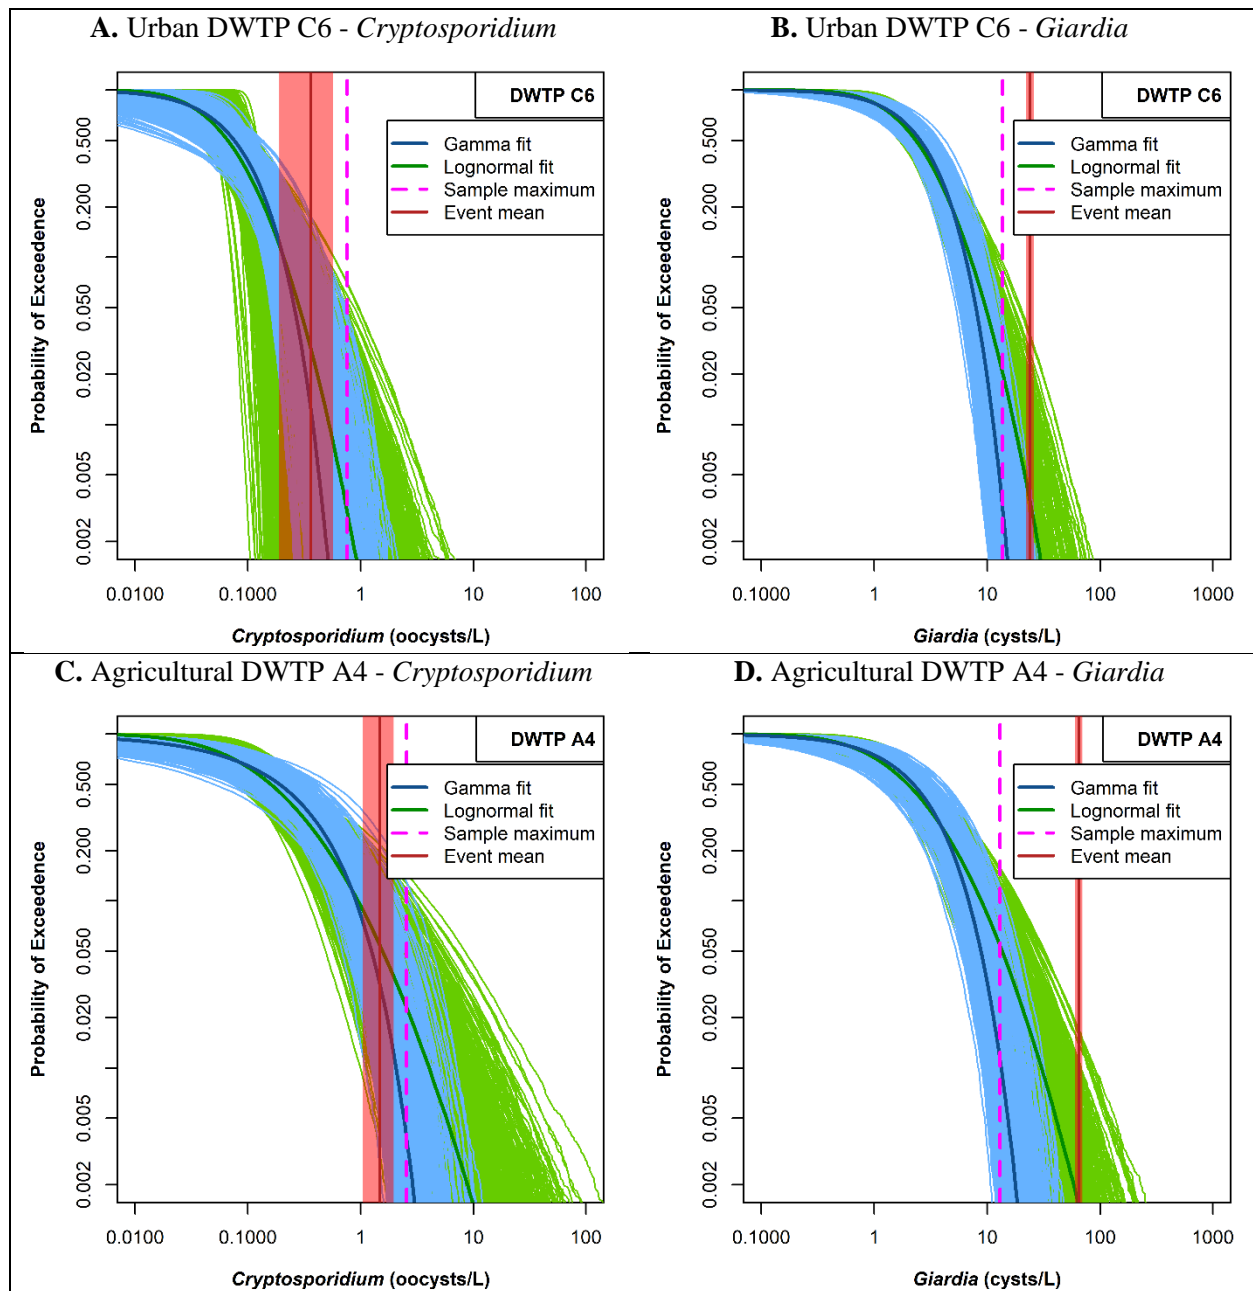 A. Urban DWTP C6 - Cryptosporidium
DWTP C6
Gamma fit
Lognormal fit
Sample maximum
Event mean
Probability of Exceedence
0.500
0.200
0.050
0.020
0.005
0.002
0.0100 0.1000 1 10 100
Cryptosporidium (oocysts/L)
B. Urban DWTP C6 - Giardia
DWTP C6
Gamma fit
Lognormal fit
Sample maximum
Event mean
Probability of Exceedence
0.500
0.200
0.050
0.020
0.005
0.002
0.1000 1 10 100 1000
Giardia (cysts/L)
C. Agricultural DWTP A4 - Cryptosporidium
DWTP A4
Gamma fit
Lognormal fit
Sample maximum
Event mean
Probability of Exceedence
0.500
0.200
0.050
0.020
0.005
0.002
0.0100 0.1000 1 10 100
Cryptosporidium (oocysts/L)
D. Agricultural DWTP A4 - Giardia
DWTP A4
Gamma fit
Lognormal fit
Sample maximum
Event mean
Probability of Exceedence
0.500
0.200
0.050
0.020
0.005
0.002
0.1000 1 10 100 1000
Giardia (cysts/L)